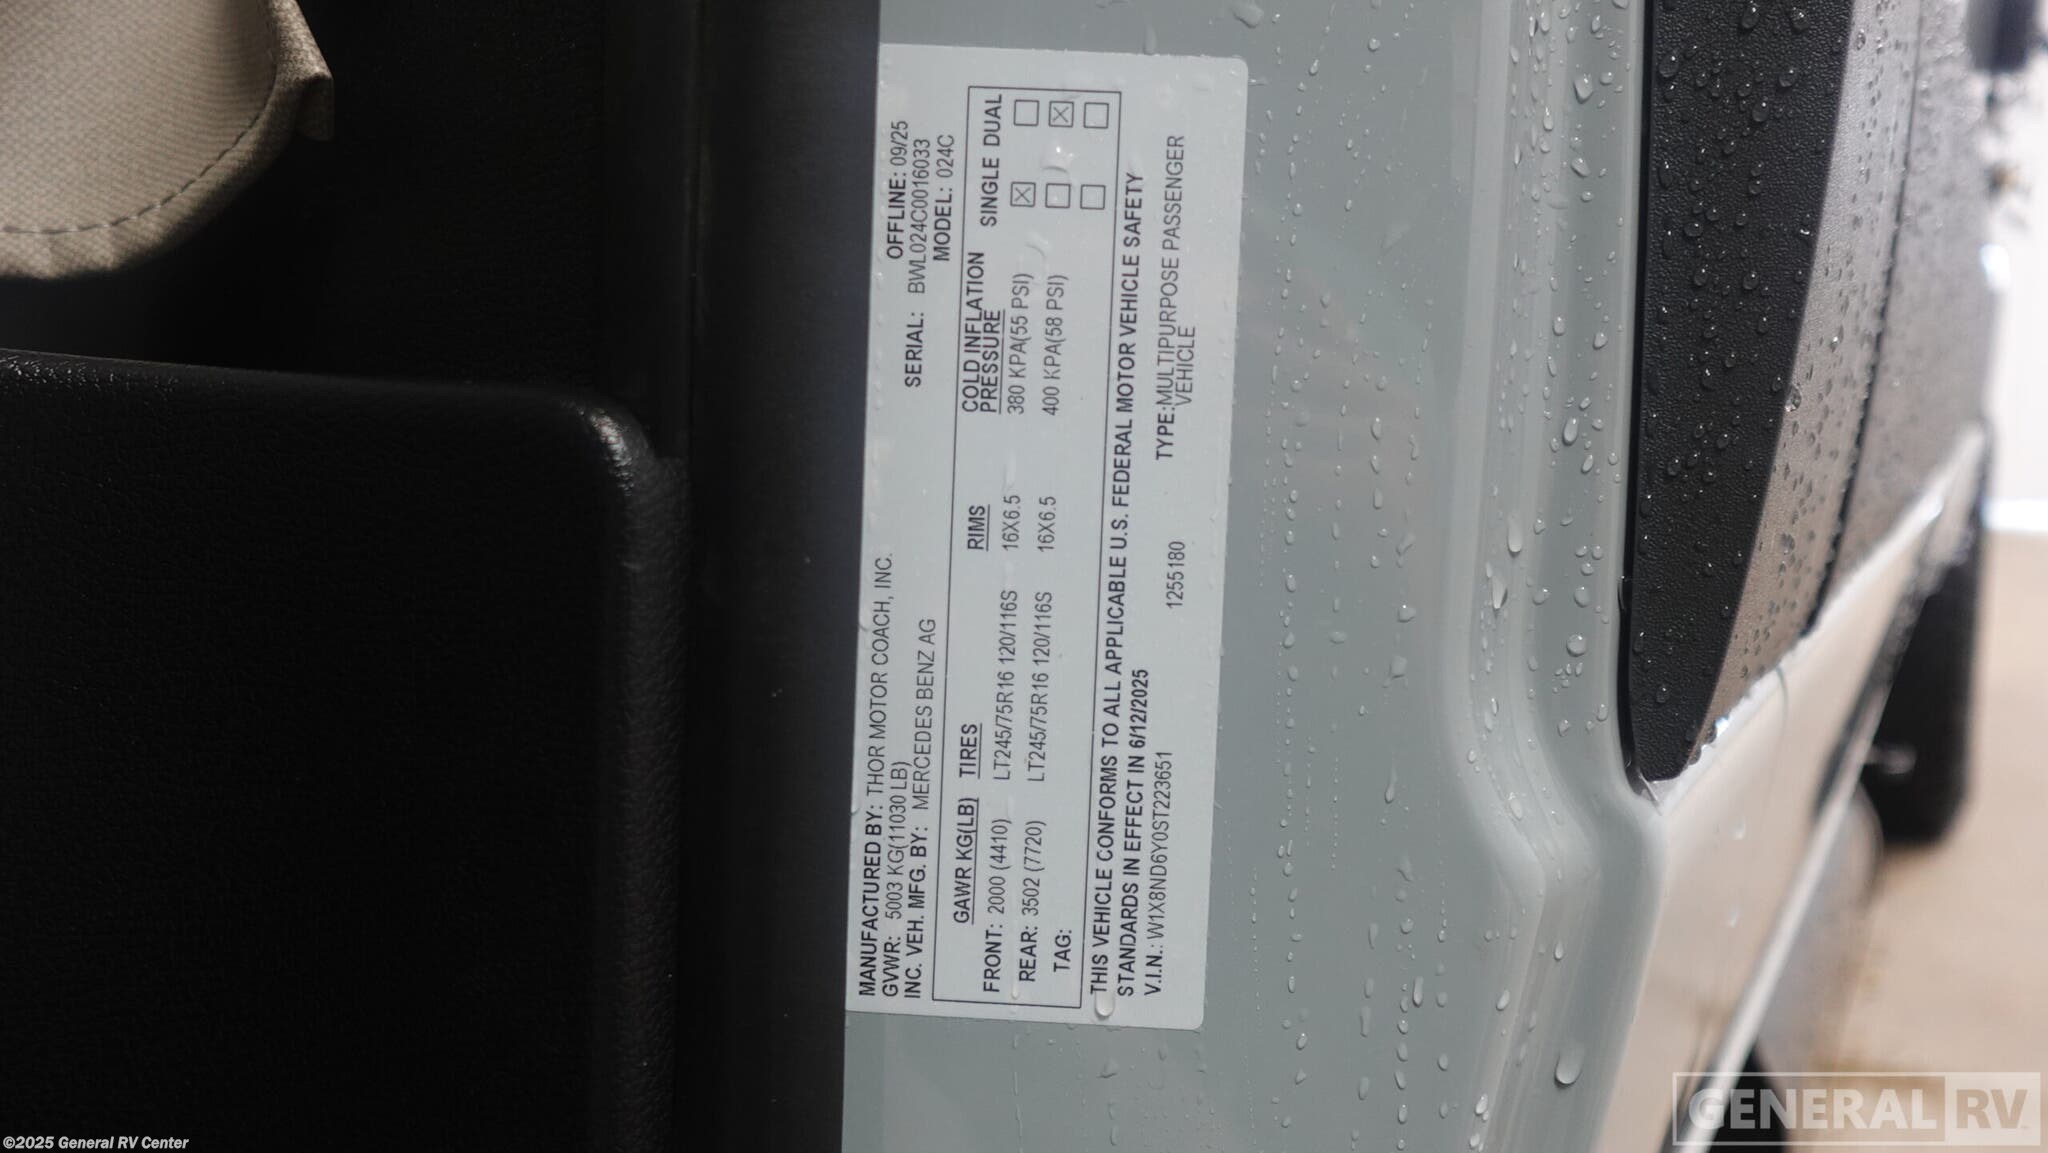 MANUFACTURED BY: THOR MOTOR COACH, INC.
OFFLINE: 09/25
GVWR: 5003 KG(11030 LB)
SERIAL: BWL024C0016033
INC. VEH. MFG. BY: MERCEDES BENZ AG
MODEL: 024C
GAWR KG(LB) TIRES RIMS COLD INFLATION PRESSURE SINGLE DUAL
FRONT: 2000 (4410) LT245/75R16 120/116S 16X6.5 380 KPA(55 PSI) ☒ ☐
REAR: 3502 (7720) LT245/75R16 120/116S 16X6.5 400 KPA(58 PSI) ☐ ☒
TAG: ☐ ☐
THIS VEHICLE CONFORMS TO ALL APPLICABLE U.S. FEDERAL MOTOR VEHICLE SAFETY
STANDARDS IN EFFECT IN 6/12/2025
V.I.N.: W1X8ND6Y0ST223651 1255180 TYPE:MULTIPURPOSE PASSENGER
VEHICLE
©2025 General RV Center
GENERAL RV